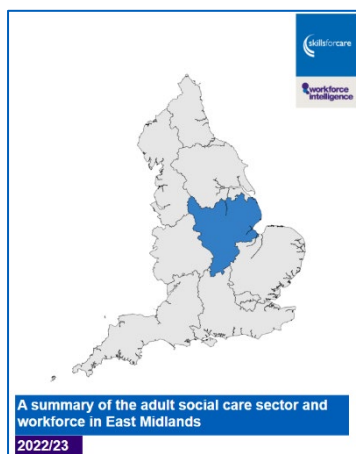 skillsforcare
workforce
intelligence
A summary of the adult social care sector and
workforce in East Midlands
2022/23